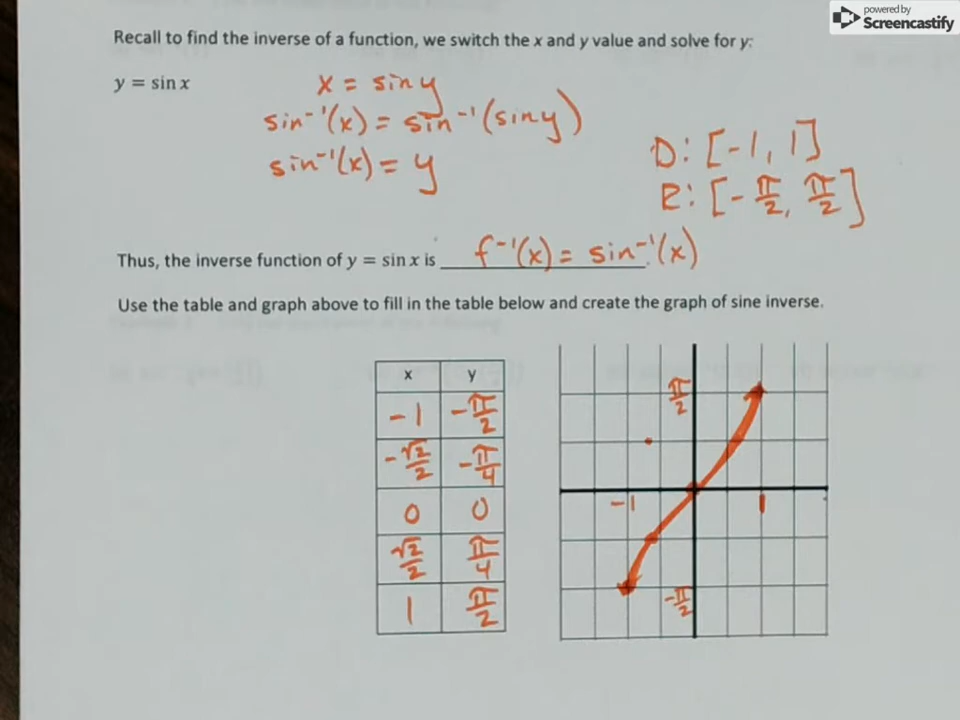 powered by
Screencastify
Recall to find the inverse of a function, we switch the x and y value and solve for y:
y = sin x
x = sin y
sin⁻¹(x) = sin⁻¹(sin y)
sin⁻¹(x) = y
D: [-1, 1]
R: [-π/2, π/2]
Thus, the inverse function of y = sin x is f⁻¹(x) = sin⁻¹(x).
Use the table and graph above to fill in the table below and create the graph of sine inverse.
x y
-1 -π/2
-√2/2 -π/4
0 0
√2/2 π/4
1 π/2
π/2
-1 1
-π/2